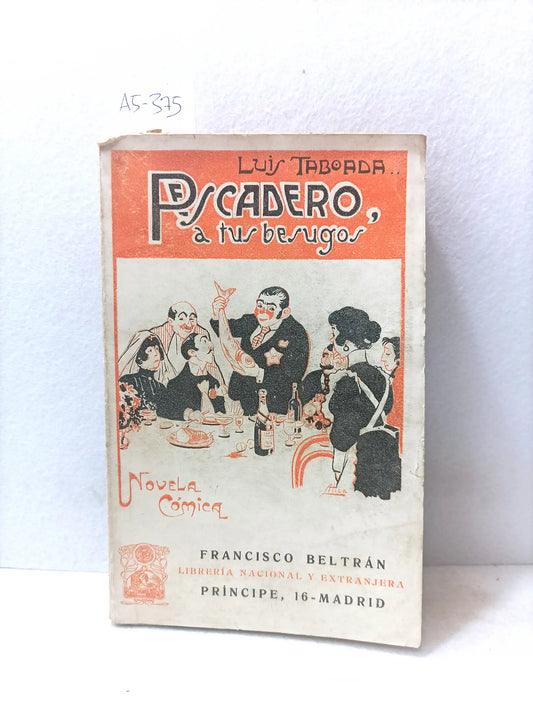 A5-375
Luis Taboada..
Pescadero,
a tus besugos
Novela
Cómica
FRANCISCO BELTRÁN
LIBRERÍA NACIONAL Y EXTRANJERA
PRÍNCIPE, 16-MADRID